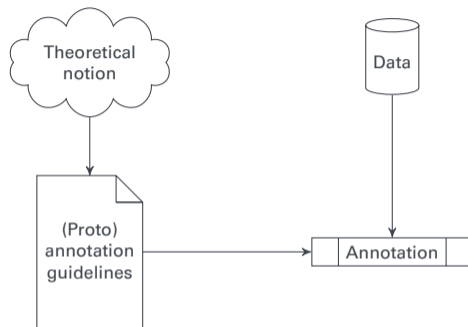 Theoretical
notion
Data
(Proto)
annotation
guidelines
Annotation